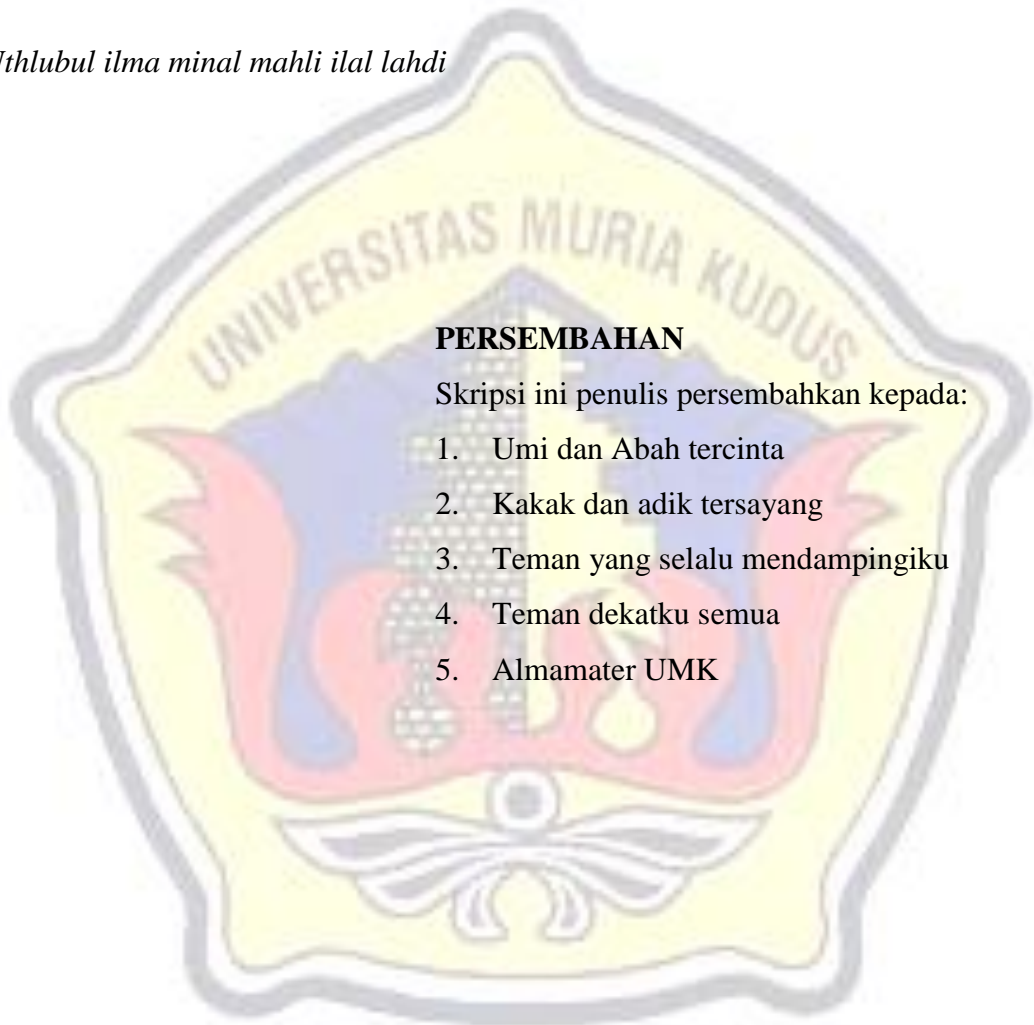 Uthlubul ilma minal mahli ilal lahdi
UNIVERSITAS MURIA KUDUS
PERSEMBAHAN
Skripsi ini penulis persembahkan kepada:
1. Umi dan Abah tercinta
2. Kakak dan adik tersayang
3. Teman yang selalu mendampingiku
4. Teman dekatku semua
5. Almamater UMK